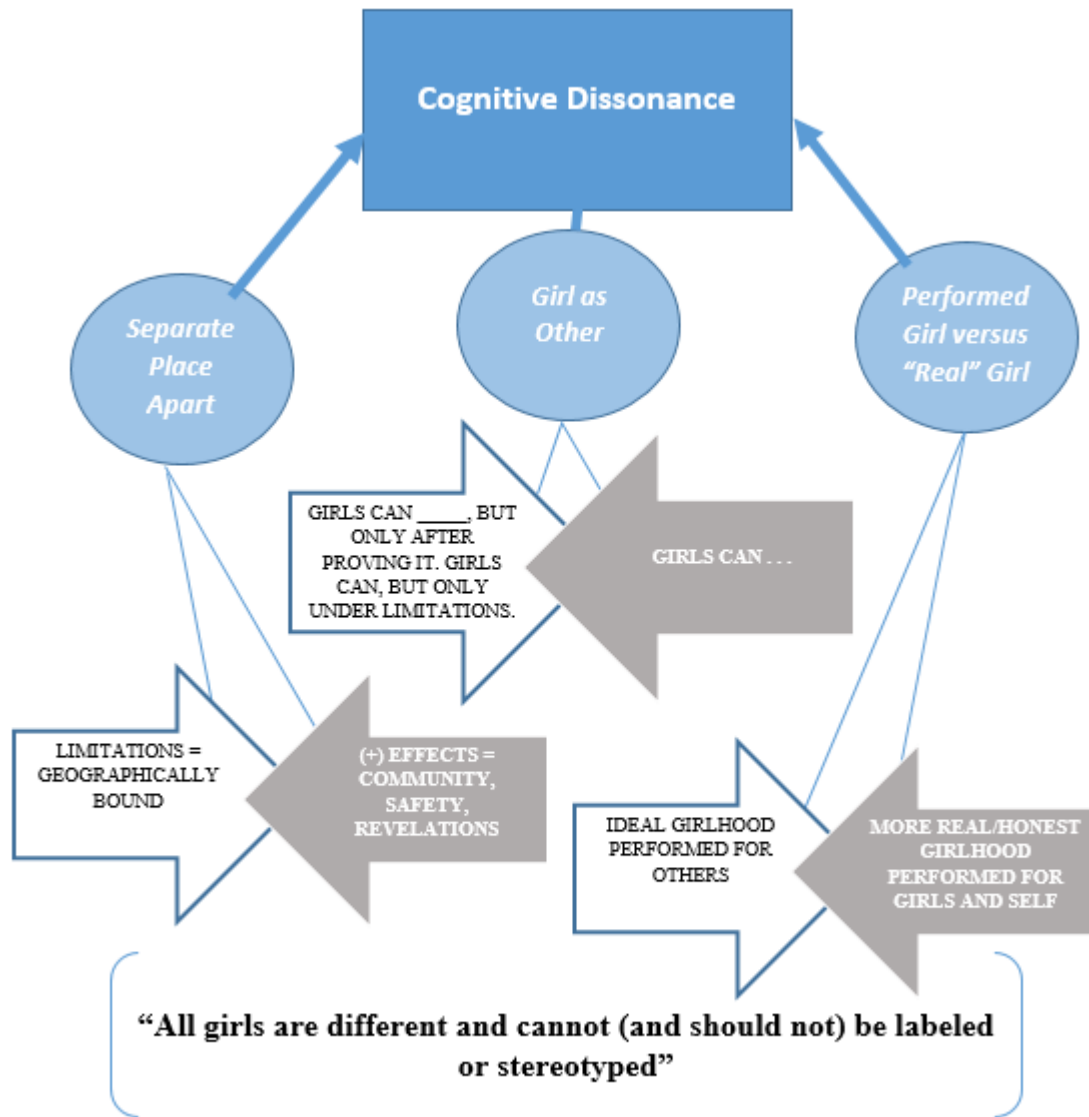 Cognitive Dissonance
Separate
Place
Apart
Girl as
Other
Performed
Girl versus
“Real” Girl
GIRLS CAN _____, BUT
ONLY AFTER
PROVING IT. GIRLS
CAN, BUT ONLY
UNDER LIMITATIONS.
GIRLS CAN . . .
LIMITATIONS =
GEOGRAPHICALLY
BOUND
(+) EFFECTS =
COMMUNITY,
SAFETY,
REVELATIONS
IDEAL GIRLHOOD
PERFORMED FOR
OTHERS
MORE REAL/HONEST
GIRLHOOD
PERFORMED FOR
GIRLS AND SELF
“All girls are different and cannot (and should not) be labeled
or stereotyped”